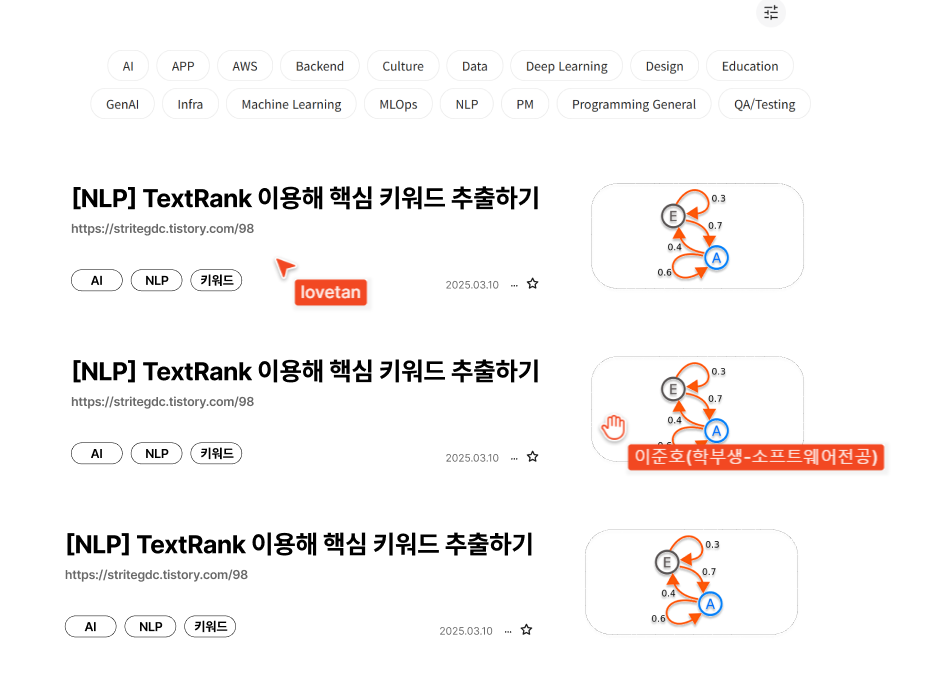 AI APP AWS Backend Culture Data Deep Learning Design Education
GenAI Infra Machine Learning MLOps NLP PM Programming General QA/Testing
[NLP] TextRank 이용해 핵심 키워드 추출하기
https://stritegdc.tistory.com/98
AI NLP 키워드
lovetan
2025.03.10 ...
E
A
0.3
0.7
0.4
0.6
[NLP] TextRank 이용해 핵심 키워드 추출하기
https://stritegdc.tistory.com/98
AI NLP 키워드
2025.03.10 ...
E
A
0.3
0.7
0.4
0.6
이준호(학부생-소프트웨어전공)
[NLP] TextRank 이용해 핵심 키워드 추출하기
https://stritegdc.tistory.com/98
AI NLP 키워드
2025.03.10 ...
E
A
0.3
0.7
0.4
0.6